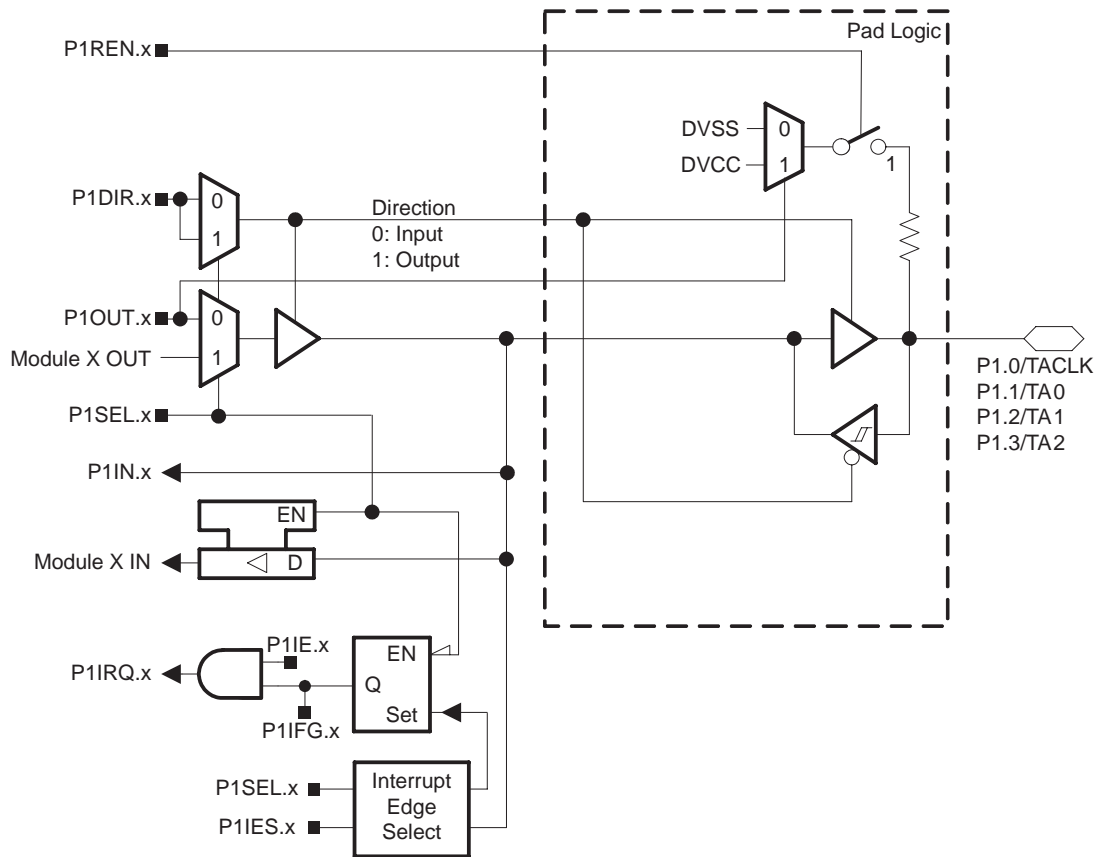 Pad Logic
P1REN.x
DVSS
0
DVCC
1
1
P1DIR.x
0
1
Direction
0: Input
1: Output
P1OUT.x
0
Module X OUT
1
P1.0/TACLK
P1.1/TA0
P1.2/TA1
P1.3/TA2
P1SEL.x
P1IN.x
EN
Module X IN
D
P1IE.x
EN
P1IRQ.x
Q
P1IFG.x
Set
P1SEL.x
P1IES.x
Interrupt
Edge
Select